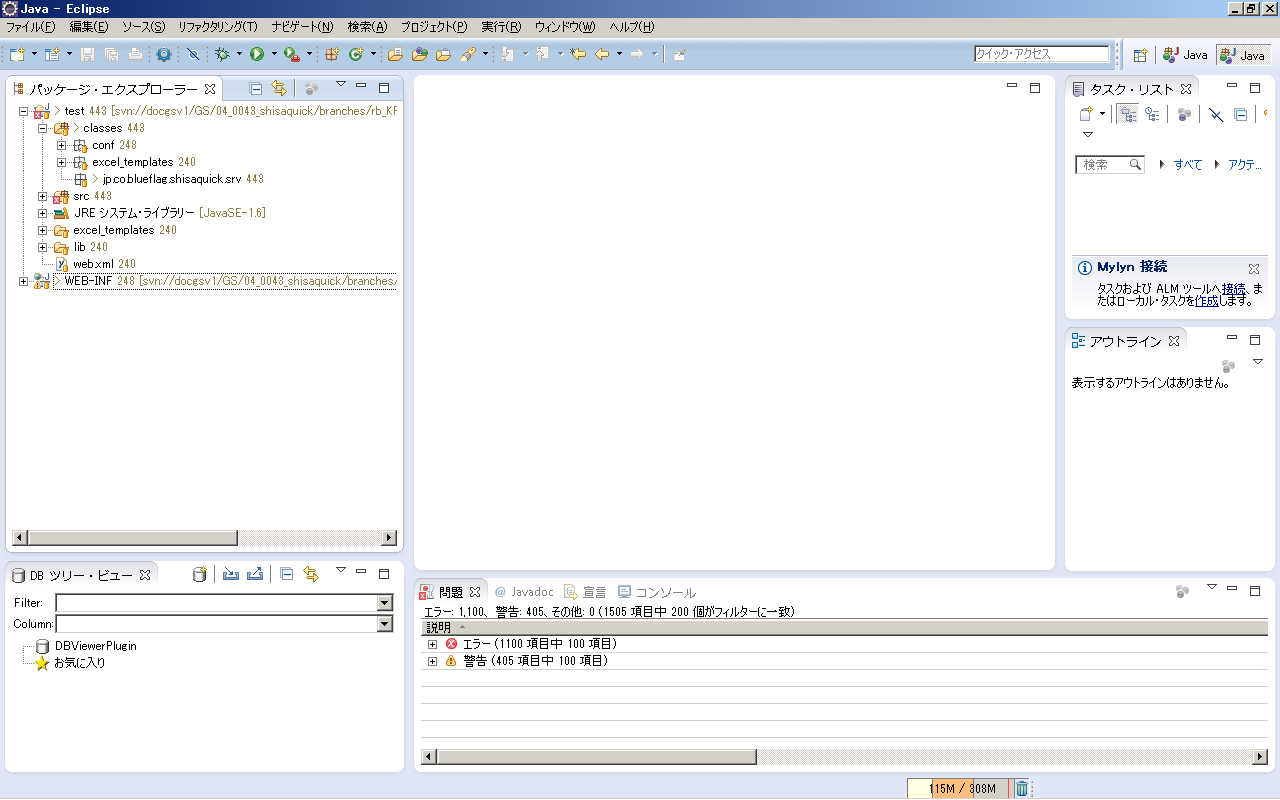 Java - Eclipse
ファイル(F) 編集(E) ソース(S) リファクタリング(T) ナビゲート(N) 検索(A) プロジェクト(P) 実行(R) ウィンドウ(W) ヘルプ(H)
クイック・アクセス
Java
Java
パッケージ・エクスプローラー
> test 443 [svn://docgsv1/GS/04_0043_shisaquick/branches/rb_KF
> classes 443
conf 248
excel_templates 240
> jp.co.blueflag.shisaquick.srv 443
src 443
JRE システム・ライブラリー [JavaSE-1.6]
excel_templates 240
lib 240
web.xml 240
> WEB-INF 248 [svn://docgsv1/GS/04_0043_shisaquick/branches/
DB ツリー・ビュー
Filter:
Column:
DBViewerPlugin
お気に入り
問題 @ Javadoc 宣言 コンソール
エラー: 1,100、警告: 405、その他: 0 (1505 項目中 200 個がフィルターに一致)
説明
エラー (1100 項目中 100 項目)
警告 (405 項目中 100 項目)
タスク・リスト
検索 すべて アクテ...
Mylyn 接続
タスクおよび ALM ツールへ接続、ま
たはローカル・タスクを作成します。
アウトライン
表示するアウトラインはありません。
115M / 308M